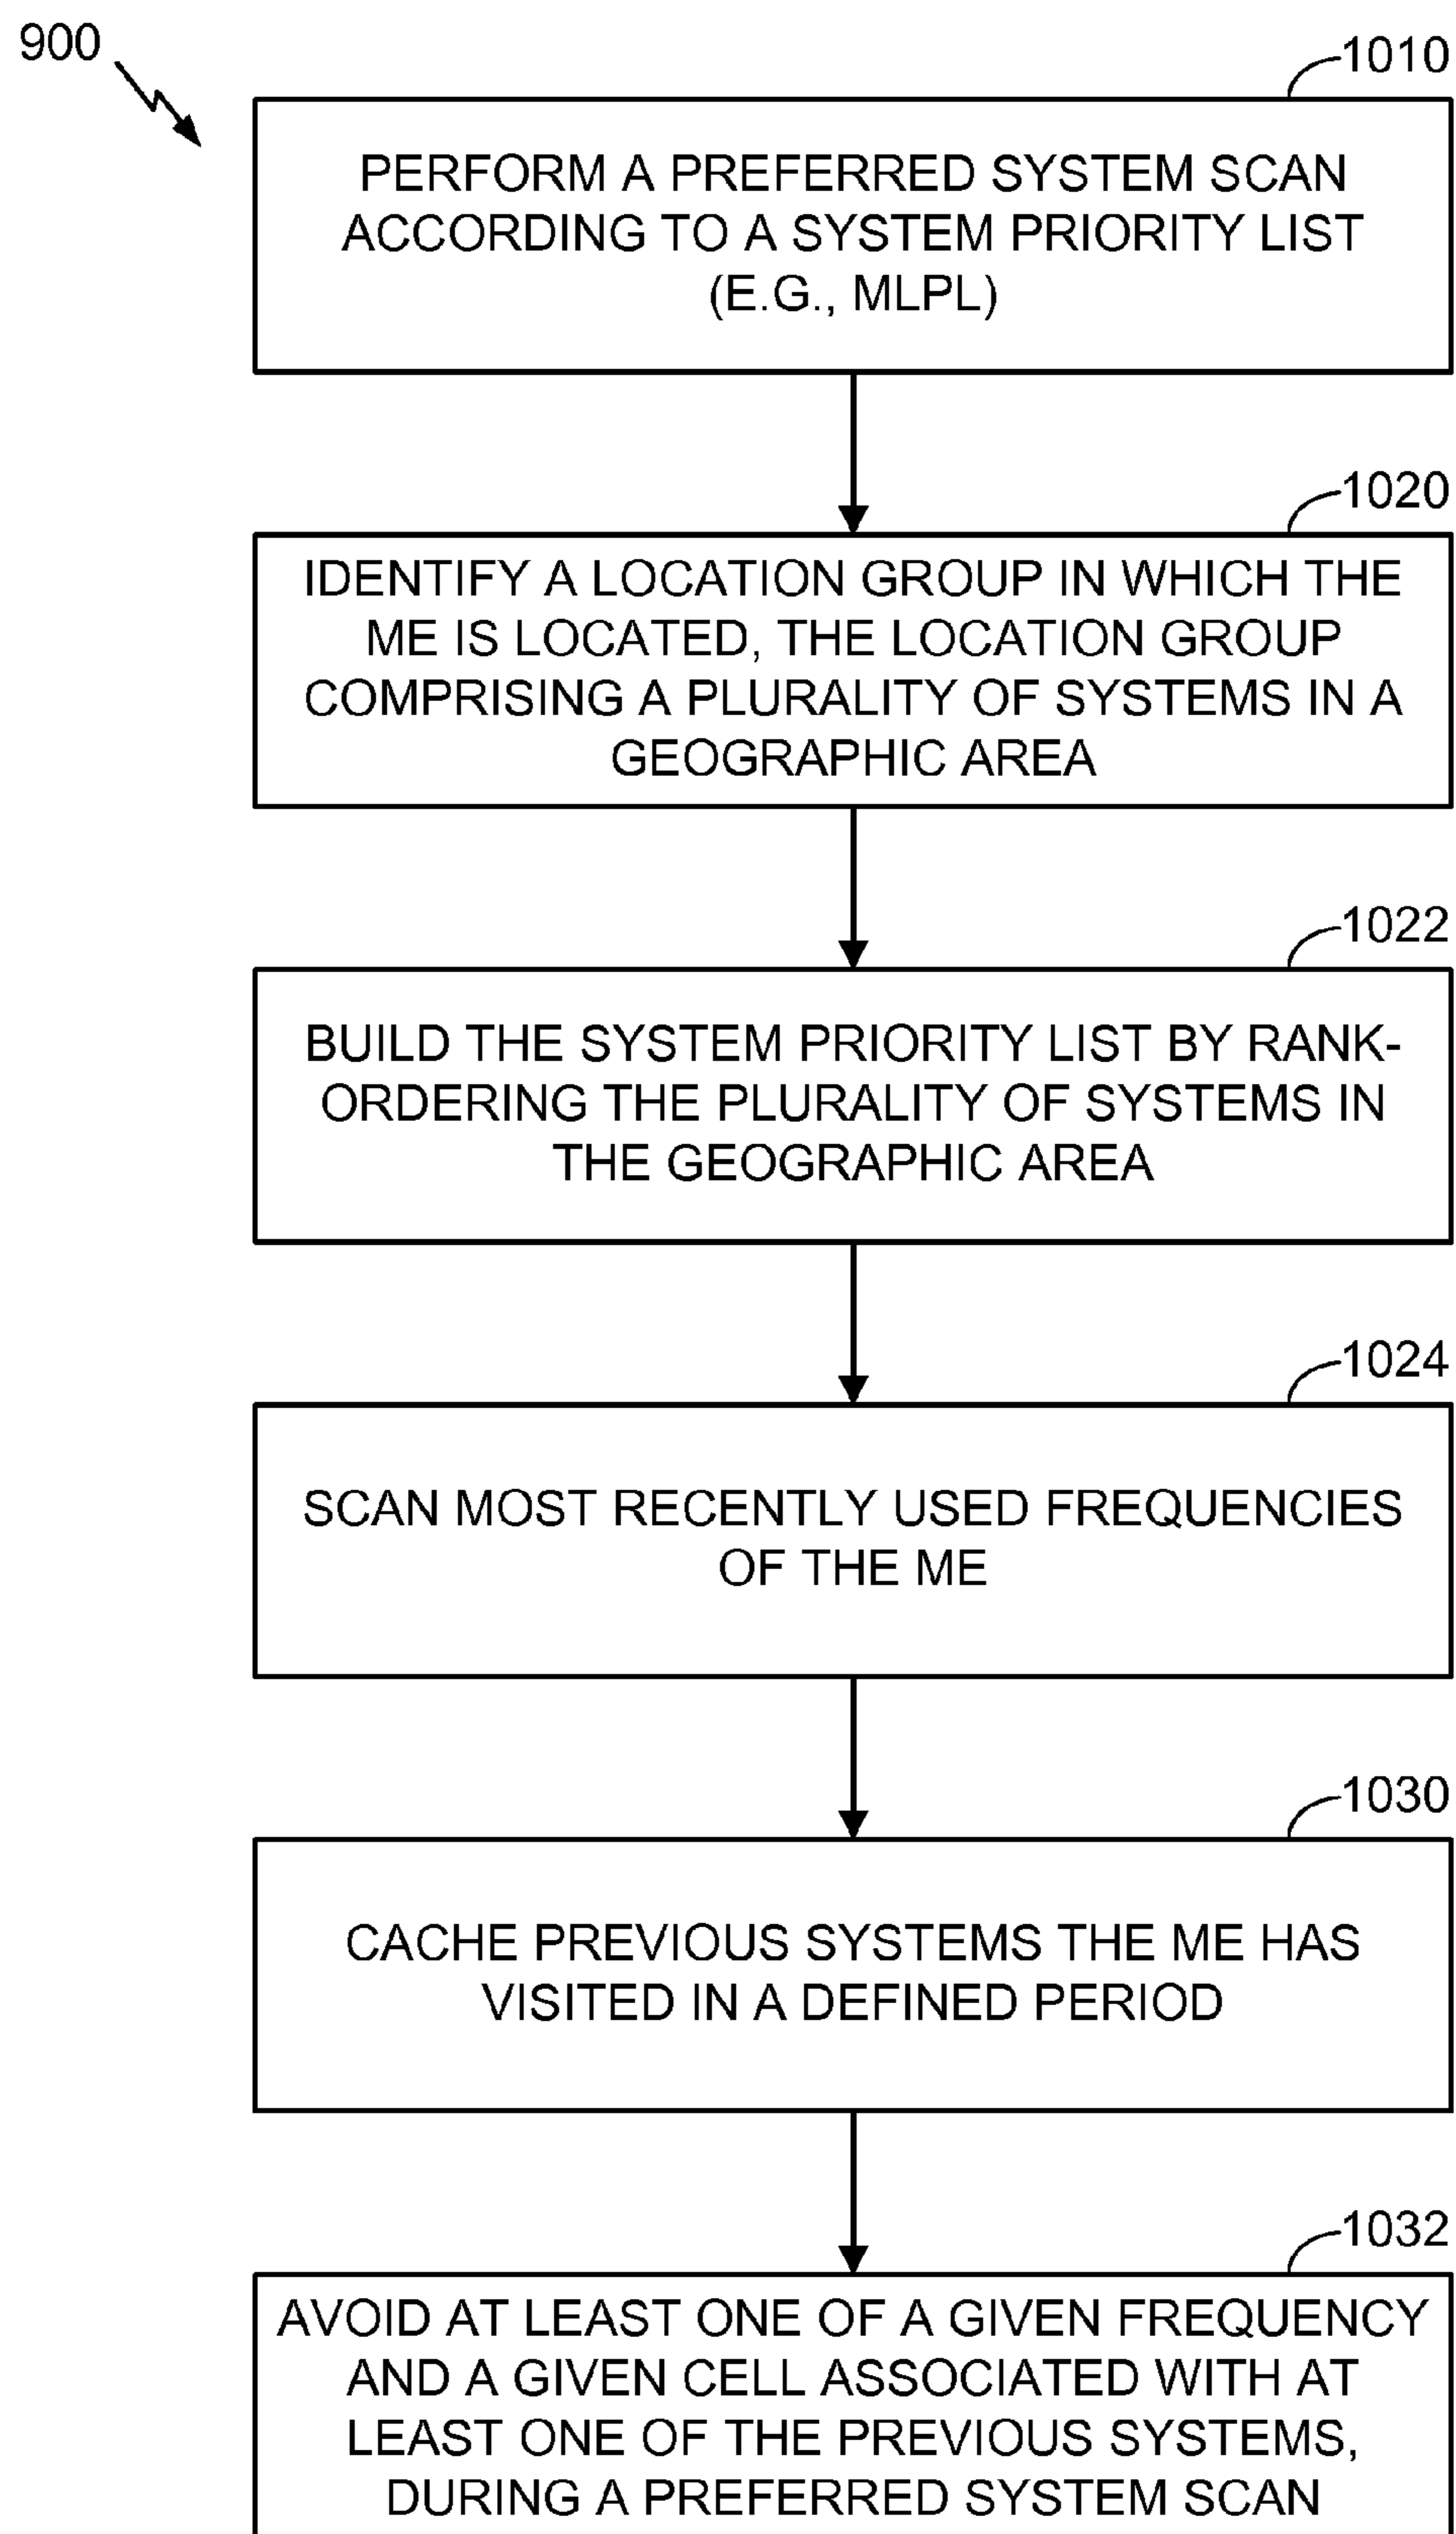 900
1010
PERFORM A PREFERRED SYSTEM SCAN
ACCORDING TO A SYSTEM PRIORITY LIST
(E.G., MLPL)
1020
IDENTIFY A LOCATION GROUP IN WHICH THE
ME IS LOCATED, THE LOCATION GROUP
COMPRISING A PLURALITY OF SYSTEMS IN A
GEOGRAPHIC AREA
1022
BUILD THE SYSTEM PRIORITY LIST BY RANK-
ORDERING THE PLURALITY OF SYSTEMS IN
THE GEOGRAPHIC AREA
1024
SCAN MOST RECENTLY USED FREQUENCIES
OF THE ME
1030
CACHE PREVIOUS SYSTEMS THE ME HAS
VISITED IN A DEFINED PERIOD
1032
AVOID AT LEAST ONE OF A GIVEN FREQUENCY
AND A GIVEN CELL ASSOCIATED WITH AT
LEAST ONE OF THE PREVIOUS SYSTEMS,
DURING A PREFERRED SYSTEM SCAN